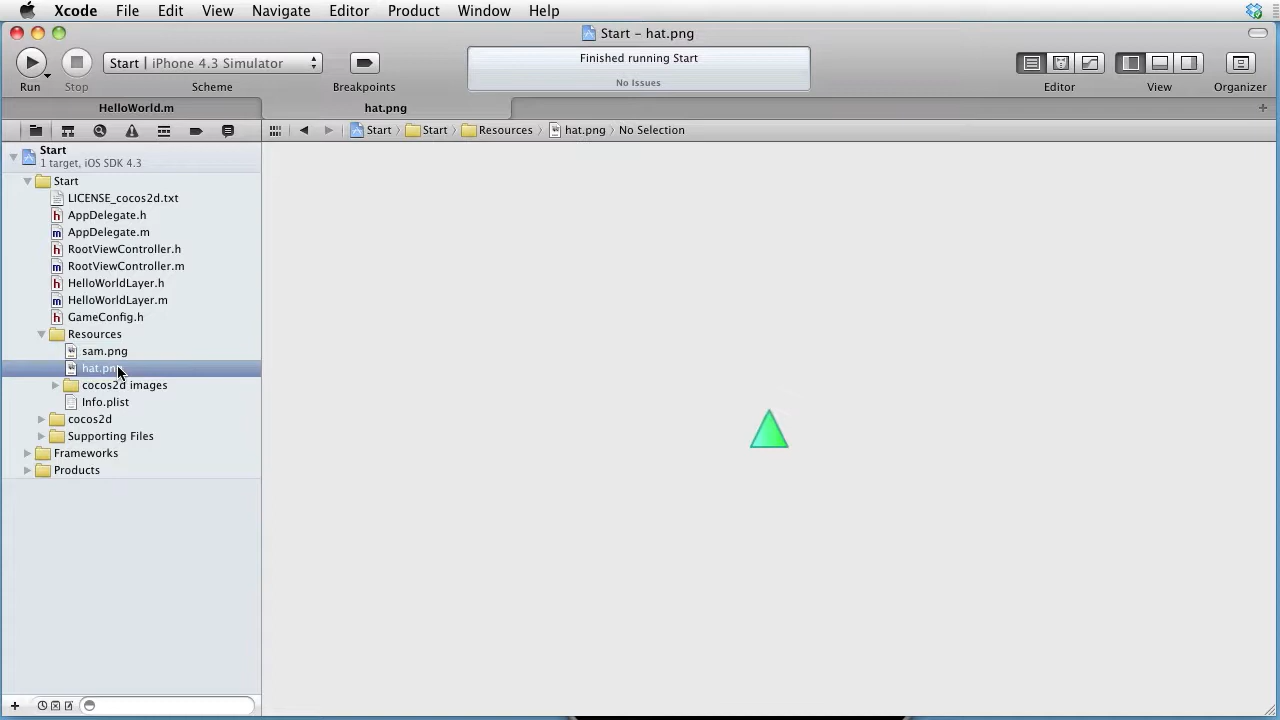 Xcode File Edit View Navigate Editor Product Window Help
Start - hat.png
Start | iPhone 4.3 Simulator
Finished running Start
No Issues
Run Stop Scheme Breakpoints Editor View Organizer
HelloWorld.m hat.png
Start Start Resources hat.png No Selection
Start
1 target, iOS SDK 4.3
Start
LICENSE_cocos2d.txt
AppDelegate.h
AppDelegate.m
RootViewController.h
RootViewController.m
HelloWorldLayer.h
HelloWorldLayer.m
GameConfig.h
Resources
sam.png
hat.png
cocos2d images
Info.plist
cocos2d
Supporting Files
Frameworks
Products